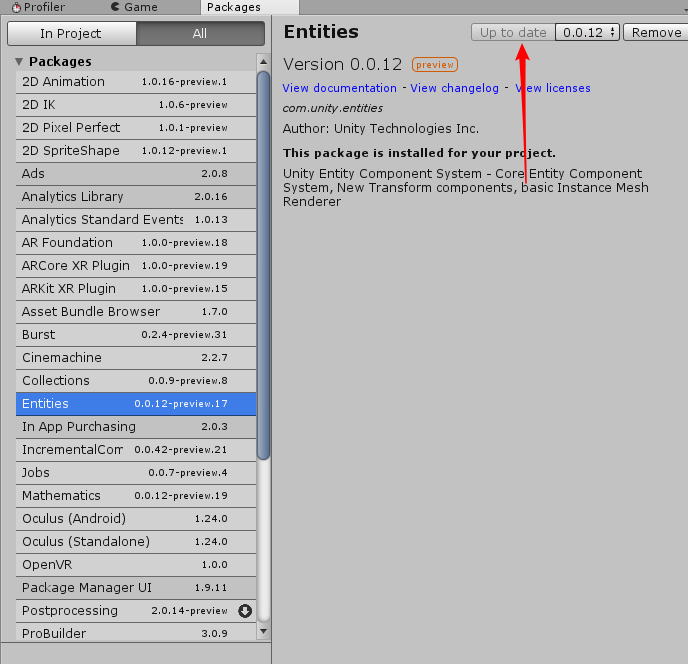 Profiler Game Packages
In Project All
Packages
2D Animation 1.0.16-preview.1
2D IK 1.0.6-preview
2D Pixel Perfect 1.0.1-preview
2D SpriteShape 1.0.12-preview.1
Ads 2.0.8
Analytics Library 2.0.16
Analytics Standard Events 1.0.13
AR Foundation 1.0.0-preview.18
ARCore XR Plugin 1.0.0-preview.19
ARKit XR Plugin 1.0.0-preview.15
Asset Bundle Browser 1.7.0
Burst 0.2.4-preview.31
Cinemachine 2.2.7
Collections 0.0.9-preview.8
Entities 0.0.12-preview.17
In App Purchasing 2.0.3
IncrementalCom 0.0.42-preview.21
Jobs 0.0.7-preview.4
Mathematics 0.0.12-preview.19
Oculus (Android) 1.24.0
Oculus (Standalone) 1.24.0
OpenVR 1.0.0
Package Manager UI 1.9.11
Postprocessing 2.0.14-preview
ProBuilder 3.0.9
Entities Up to date 0.0.12 Remove
Version 0.0.12 preview
View documentation - View changelog - View licenses
com.unity.entities
Author: Unity Technologies Inc.
This package is installed for your project.
Unity Entity Component System - Core Entity Component
System, New Transform components, basic Instance Mesh
Renderer